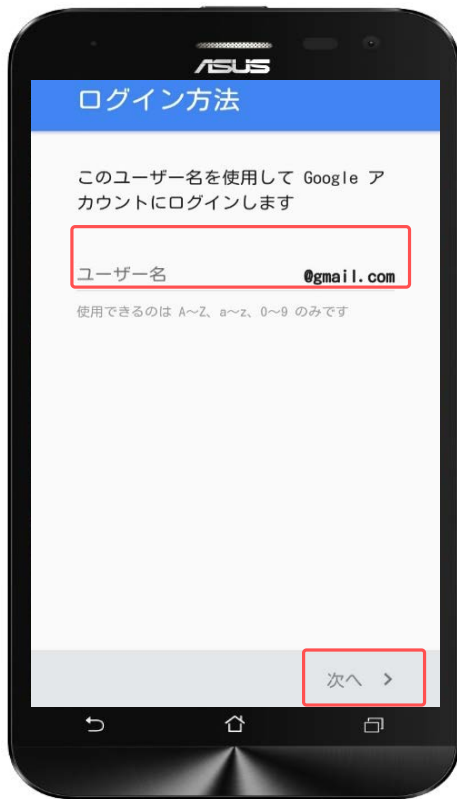 ASUS
ログイン方法
このユーザー名を使用して Google ア
カウントにログインします
ユーザー名 @gmail.com
使用できるのは A～Z、a～z、0～9 のみです
次へ >